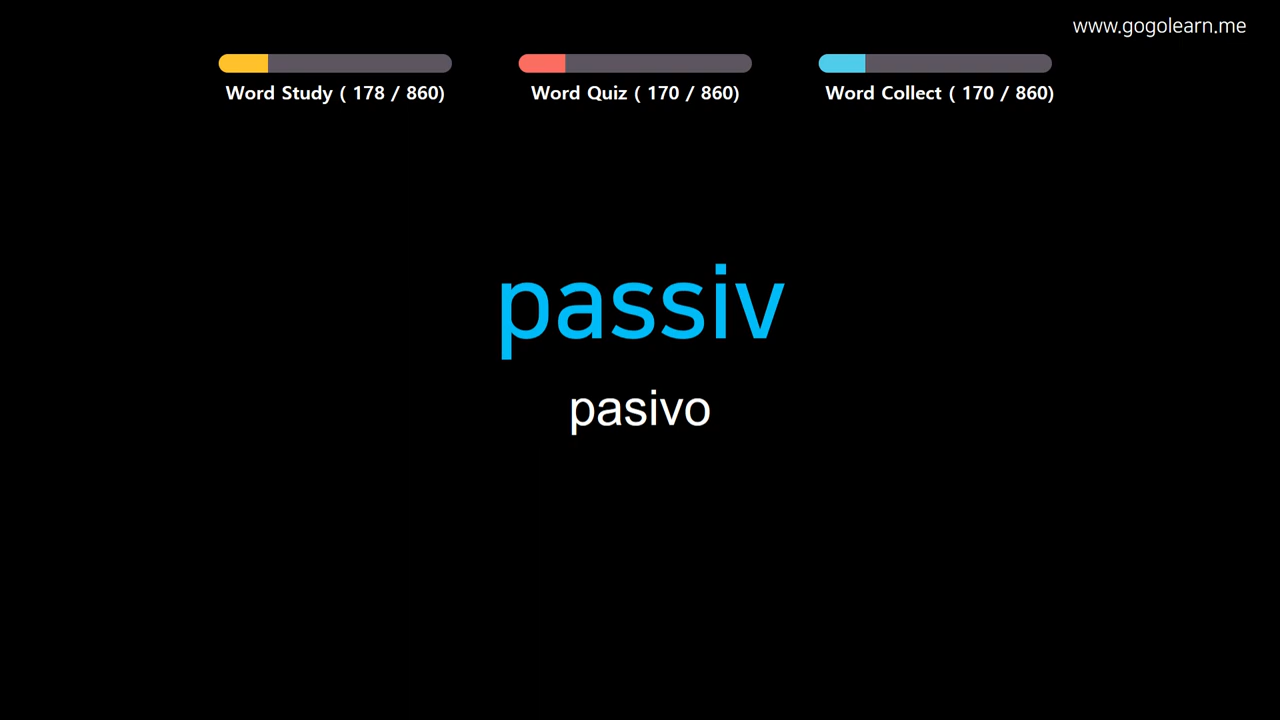 www.gogolearn.me
Word Study ( 178 / 860)
Word Quiz ( 170 / 860)
Word Collect ( 170 / 860)
passiv
pasivo